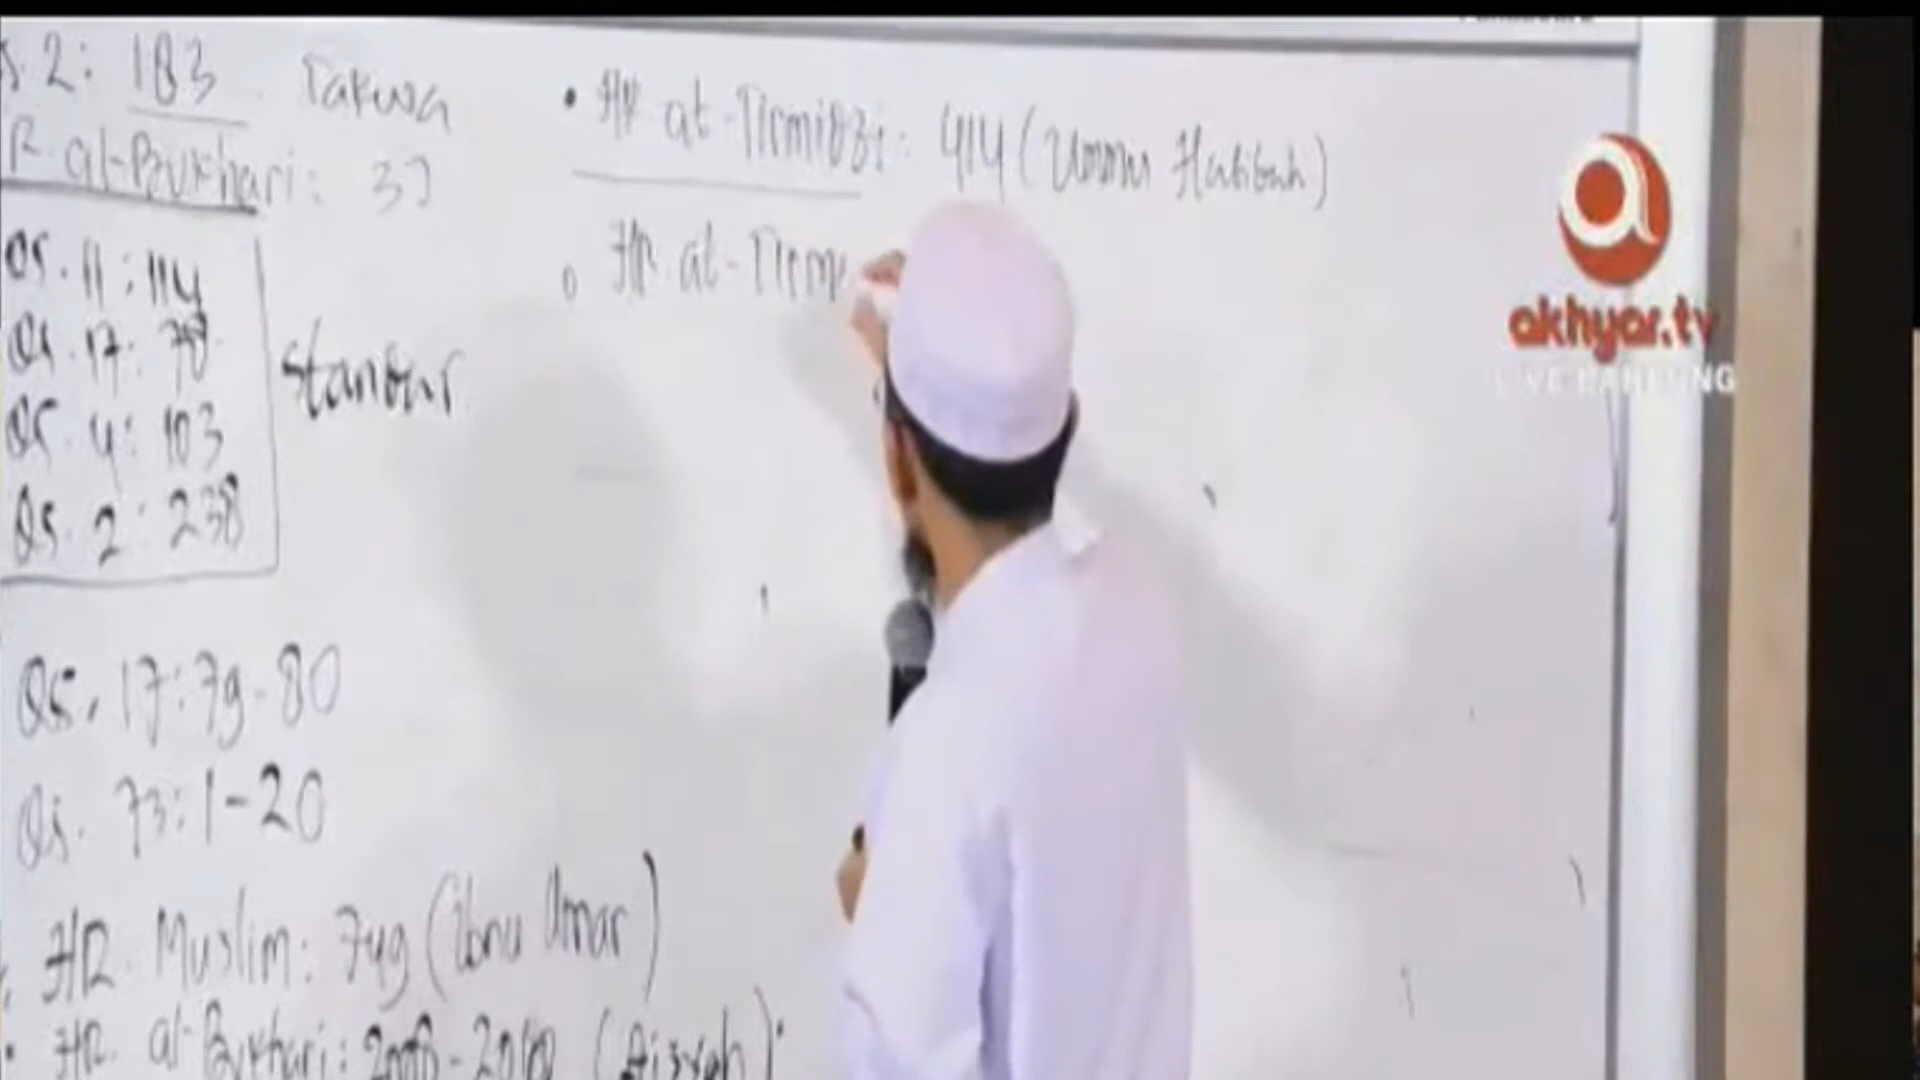 S. 2: 183 Takwa
R. al-Bukhari: 37
QS. 11: 114
QS. 17: 78
QS. 4: 103
QS. 2: 238
Standar
QS. 17: 79-80
QS. 73: 1-20
HR. Muslim: 749 (ibnu Umar)
HR. al-Bukhari: 2008-2010 (Aisyah)
• HR at-Tirmidzi: 414 (Ummu Habibah)
HR. at-Tirm
akhyar.tv
LIVE BANDUNG